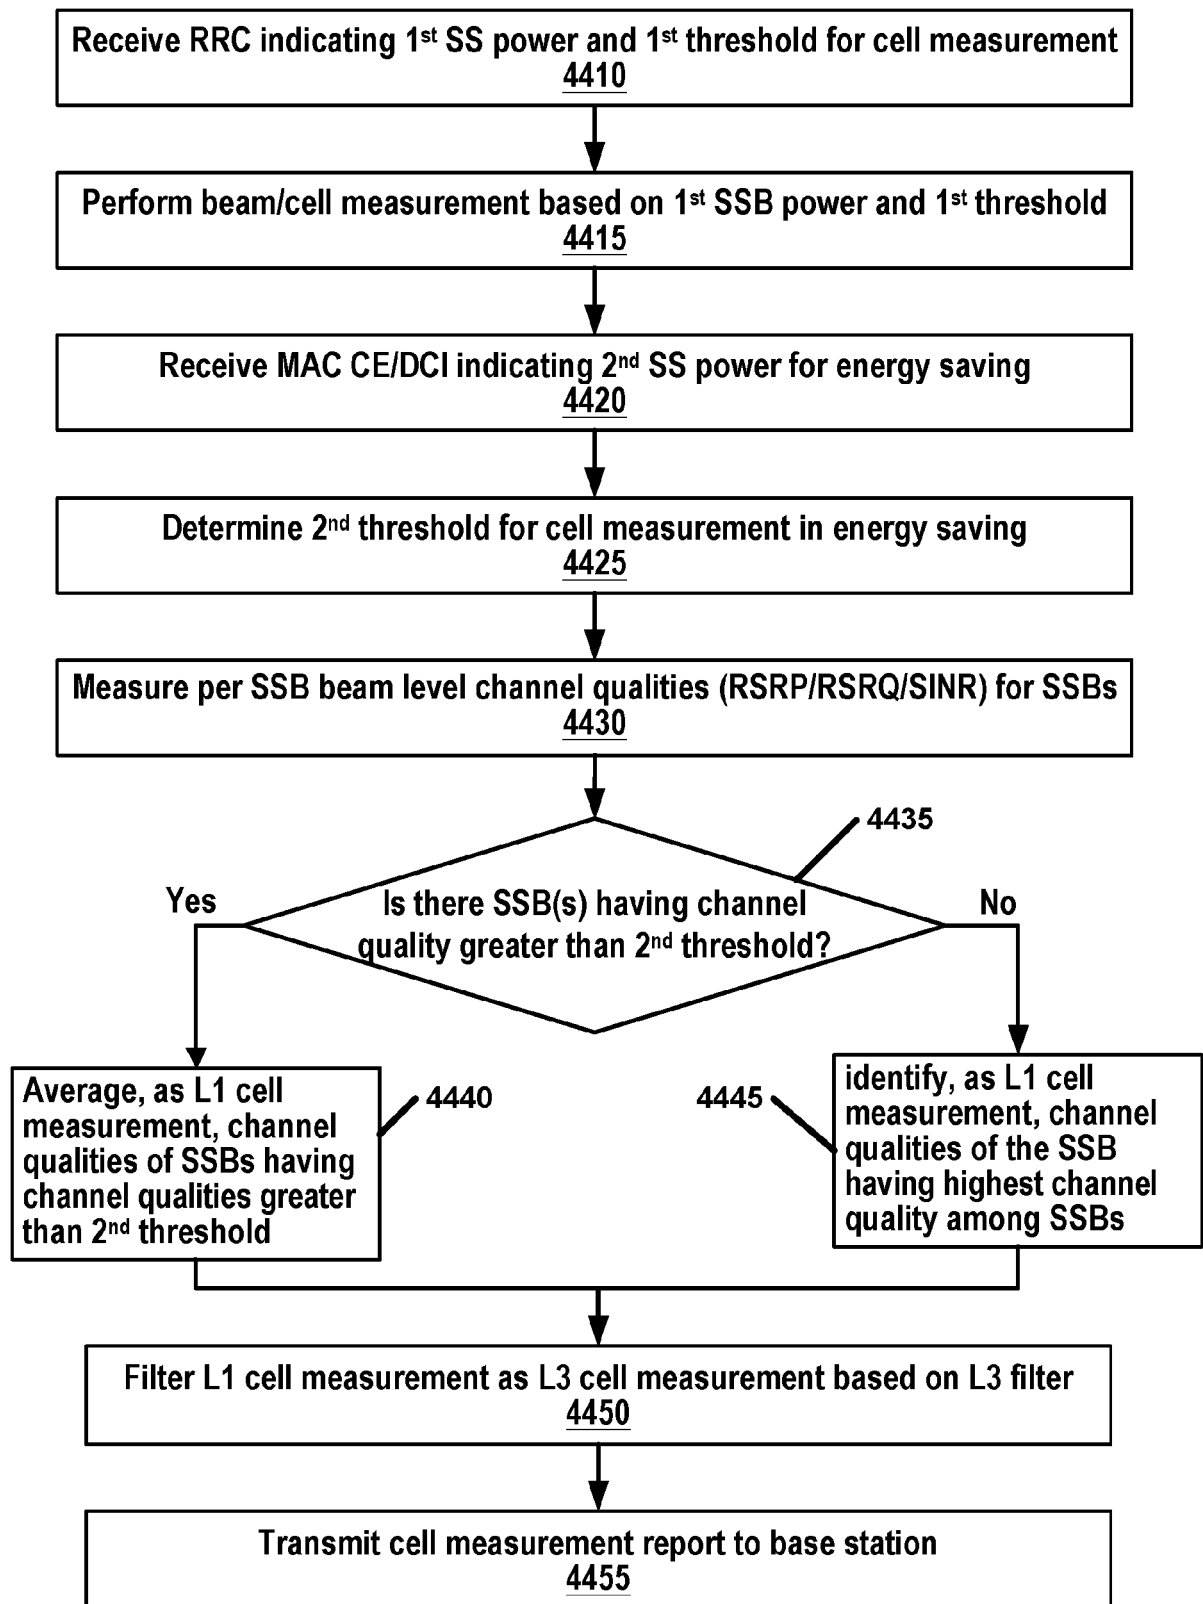 Receive RRC indicating 1st SS power and 1st threshold for cell measurement
4410
Perform beam/cell measurement based on 1st SSB power and 1st threshold
4415
Receive MAC CE/DCI indicating 2nd SS power for energy saving
4420
Determine 2nd threshold for cell measurement in energy saving
4425
Measure per SSB beam level channel qualities (RSRP/RSRQ/SINR) for SSBs
4430
4435
Yes
Is there SSB(s) having channel
quality greater than 2nd threshold?
No
Average, as L1 cell
measurement, channel
qualities of SSBs having
channel qualities greater
than 2nd threshold
4440
4445
identify, as L1 cell
measurement, channel
qualities of the SSB
having highest channel
quality among SSBs
Filter L1 cell measurement as L3 cell measurement based on L3 filter
4450
Transmit cell measurement report to base station
4455